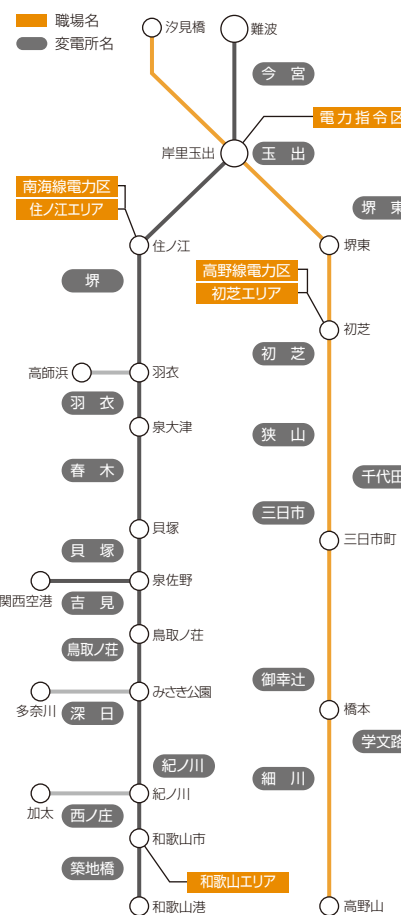 職場名
変電所名
汐見橋
難波
今宮
電力指令区
岸里玉出
玉出
南海線電力区
住ノ江エリア
堺東
住ノ江
堺東
高野線電力区
初芝エリア
堺
初芝
初芝
高師浜
羽衣
羽衣
泉大津
狭山
春木
千代田
三日市
貝塚
三日市町
貝塚
関西空港
泉佐野
吉見
鳥取ノ荘
鳥取ノ荘
御幸辻
みさき公園
多奈川
深日
橋本
学文路
紀ノ川
細川
紀ノ川
加太
西ノ庄
和歌山市
築地橋
和歌山エリア
和歌山港
高野山